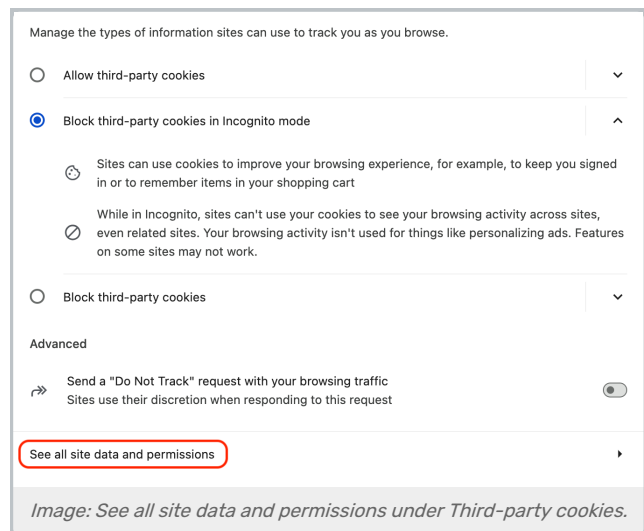 Manage the types of information sites can use to track you as you browse.
Allow third-party cookies
Block third-party cookies in Incognito mode
Sites can use cookies to improve your browsing experience, for example, to keep you signed
in or to remember items in your shopping cart
While in Incognito, sites can't use your cookies to see your browsing activity across sites,
even related sites. Your browsing activity isn't used for things like personalizing ads. Features
on some sites may not work.
Block third-party cookies
Advanced
Send a "Do Not Track" request with your browsing traffic
Sites use their discretion when responding to this request
See all site data and permissions
Image: See all site data and permissions under Third-party cookies.